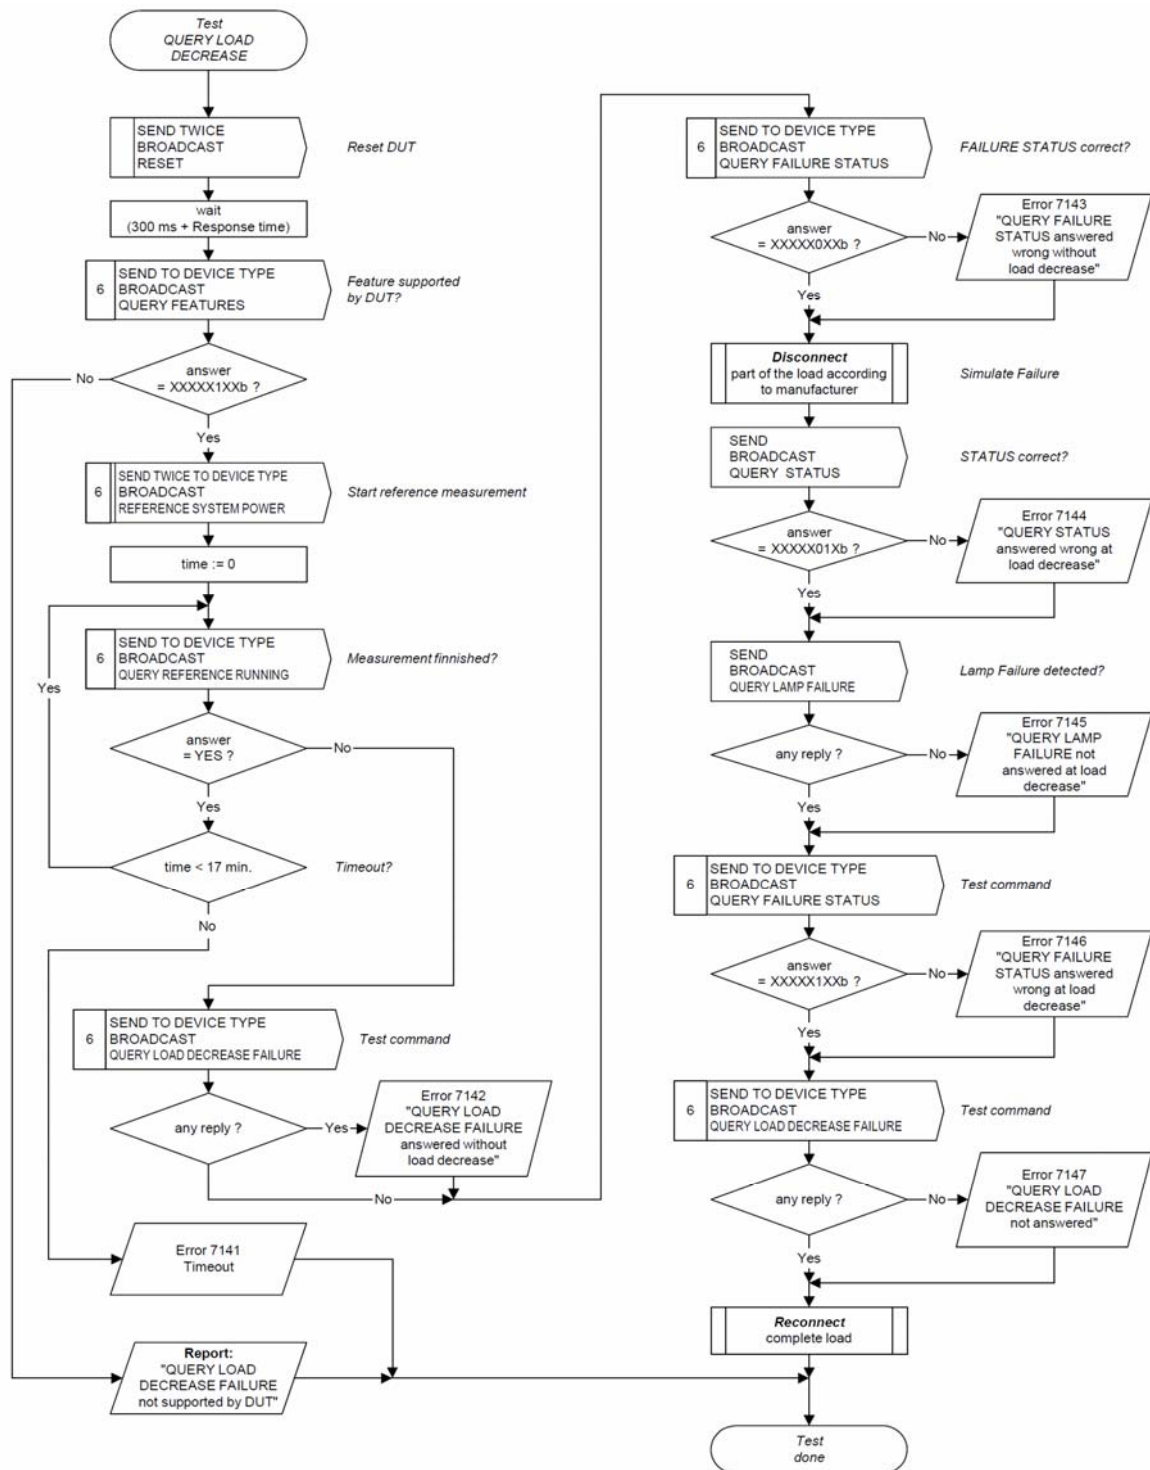 Test
QUERY LOAD
DECREASE
SEND TWICE
BROADCAST
RESET
Reset DUT
wait
(300 ms + Response time)
6
SEND TO DEVICE TYPE
BROADCAST
QUERY FEATURES
Feature supported
by DUT?
answer
= XXXXX1XXb ?
No
Yes
6
SEND TWICE TO DEVICE TYPE
BROADCAST
REFERENCE SYSTEM POWER
Start reference measurement
time := 0
6
SEND TO DEVICE TYPE
BROADCAST
QUERY REFERENCE RUNNING
Measurement finnished?
Yes
answer
= YES ?
No
Yes
time < 17 min.
Timeout?
No
6
SEND TO DEVICE TYPE
BROADCAST
QUERY LOAD DECREASE FAILURE
Test command
any reply ?
Yes
Error 7142
"QUERY LOAD
DECREASE FAILURE
answered without
load decrease"
No
Error 7141
Timeout
Report:
"QUERY LOAD
DECREASE FAILURE
not supported by DUT"
6
SEND TO DEVICE TYPE
BROADCAST
QUERY FAILURE STATUS
FAILURE STATUS correct?
answer
= XXXXX0XXb ?
No
Error 7143
"QUERY FAILURE
STATUS answered
wrong without
load decrease"
Yes
Disconnect
part of the load according
to manufacturer
Simulate Failure
SEND
BROADCAST
QUERY STATUS
STATUS correct?
answer
= XXXXX01Xb ?
No
Error 7144
"QUERY STATUS
answered wrong at
load decrease"
Yes
SEND
BROADCAST
QUERY LAMP FAILURE
Lamp Failure detected?
any reply ?
No
Error 7145
"QUERY LAMP
FAILURE not
answered at load
decrease"
Yes
6
SEND TO DEVICE TYPE
BROADCAST
QUERY FAILURE STATUS
Test command
answer
= XXXXX1XXb ?
No
Error 7146
"QUERY FAILURE
STATUS answered
wrong at load
decrease"
Yes
6
SEND TO DEVICE TYPE
BROADCAST
QUERY LOAD DECREASE FAILURE
Test command
any reply ?
No
Error 7147
"QUERY LOAD
DECREASE FAILURE
not answered"
Yes
Reconnect
complete load
Test
done